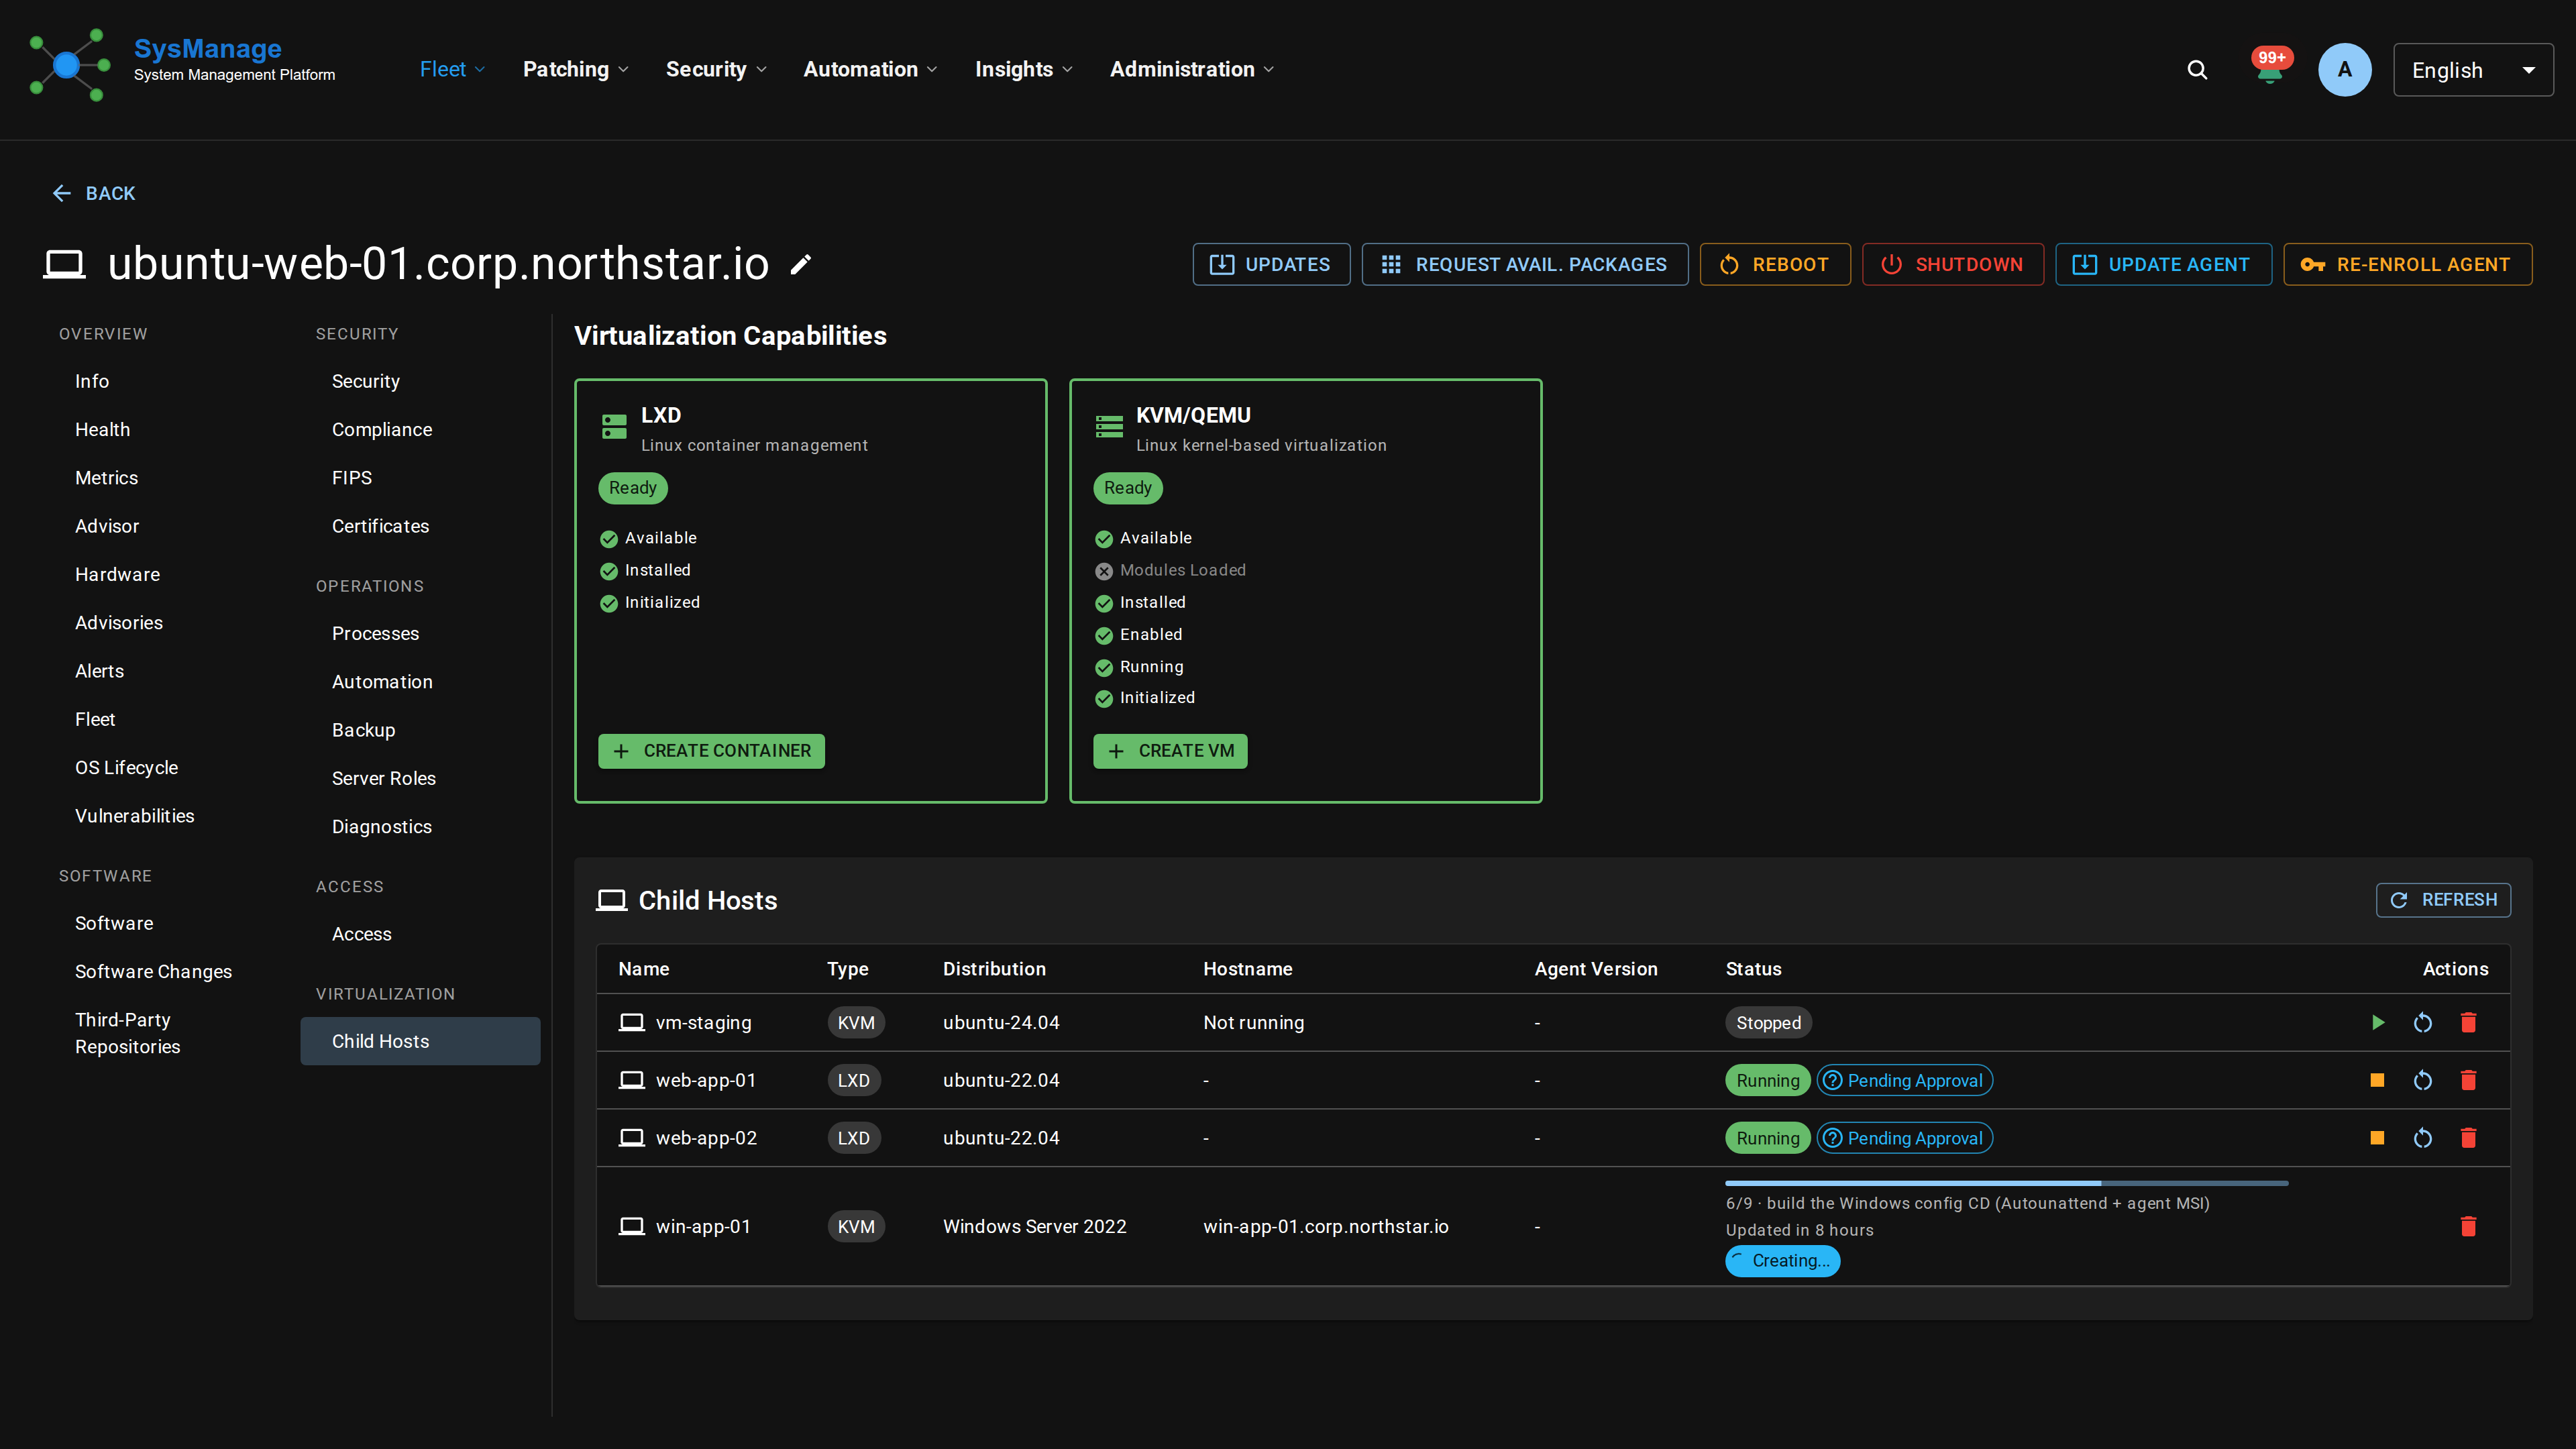 SysManage
System Management Platform
Fleet
Patching
Security
Automation
Insights
Administration
99+
A
English
BACK
ubuntu-web-01.corp.northstar.io
UPDATES
REQUEST AVAIL. PACKAGES
REBOOT
SHUTDOWN
UPDATE AGENT
RE-ENROLL AGENT
OVERVIEW
Info
Health
Metrics
Advisor
Hardware
Advisories
Alerts
Fleet
OS Lifecycle
Vulnerabilities
SOFTWARE
Software
Software Changes
Third-Party
Repositories
SECURITY
Security
Compliance
FIPS
Certificates
OPERATIONS
Processes
Automation
Backup
Server Roles
Diagnostics
ACCESS
Access
VIRTUALIZATION
Child Hosts
Virtualization Capabilities
LXD
Linux container management
Ready
Available
Installed
Initialized
CREATE CONTAINER
KVM/QEMU
Linux kernel-based virtualization
Ready
Available
Modules Loaded
Installed
Enabled
Running
Initialized
CREATE VM
Child Hosts
REFRESH
Name Type Distribution Hostname Agent Version Status Actions
vm-staging KVM ubuntu-24.04 Not running - Stopped
web-app-01 LXD ubuntu-22.04 - - Running Pending Approval
web-app-02 LXD ubuntu-22.04 - - Running Pending Approval
win-app-01 KVM Windows Server 2022 win-app-01.corp.northstar.io -
6/9 · build the Windows config CD (Autounattend + agent MSI)
Updated in 8 hours
Creating...